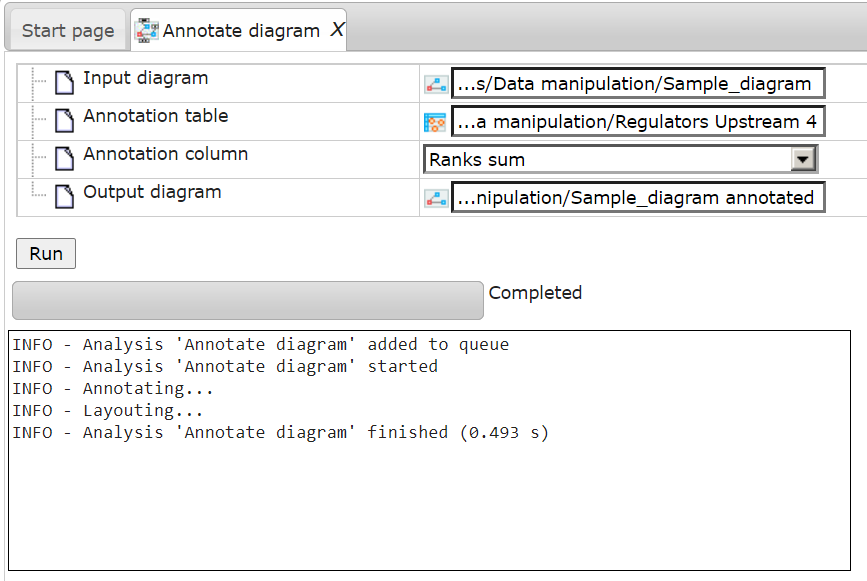 Start page
Annotate diagram X
Input diagram
...s/Data manipulation/Sample_diagram
Annotation table
...a manipulation/Regulators Upstream 4
Annotation column
Ranks sum
Output diagram
...nipulation/Sample_diagram annotated
Run
Completed
INFO - Analysis 'Annotate diagram' added to queue
INFO - Analysis 'Annotate diagram' started
INFO - Annotating...
INFO - Layouting...
INFO - Analysis 'Annotate diagram' finished (0.493 s)